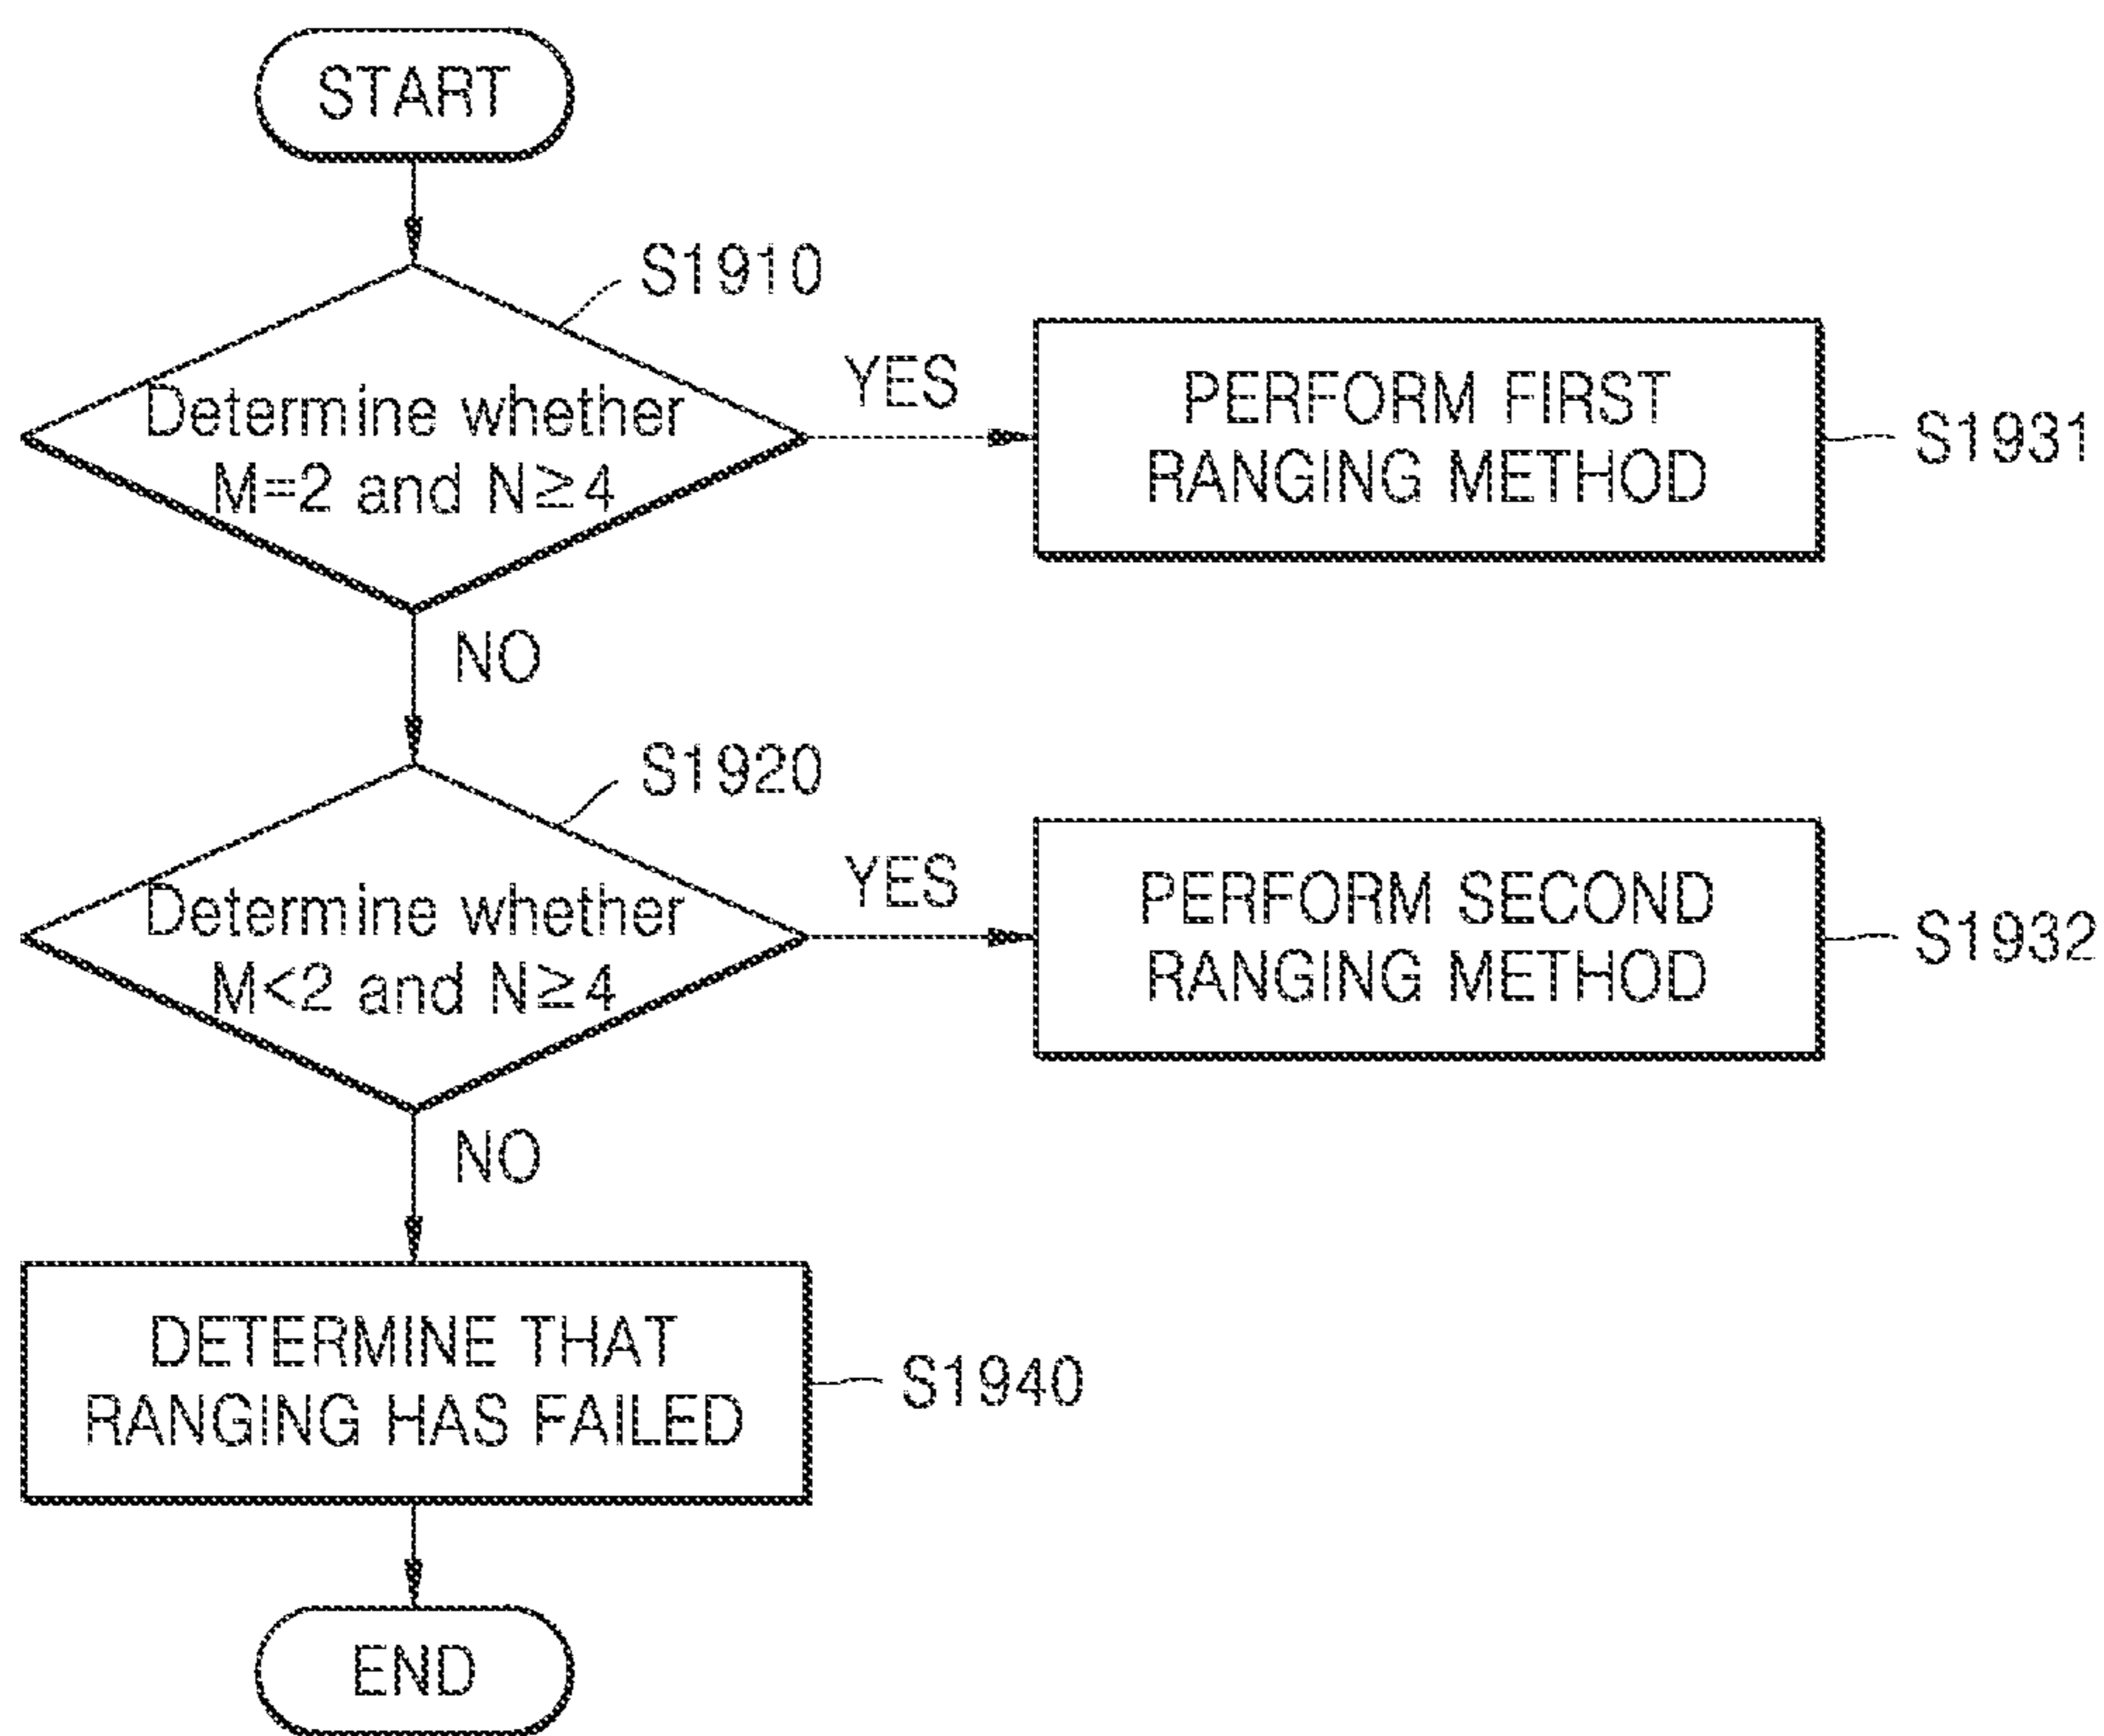 START
S1910
Determine whether
M=2 and N≥4
YES
PERFORM FIRST
RANGING METHOD
S1931
NO
S1920
Determine whether
M<2 and N≥4
YES
PERFORM SECOND
RANGING METHOD
S1932
NO
DETERMINE THAT
RANGING HAS FAILED
S1940
END